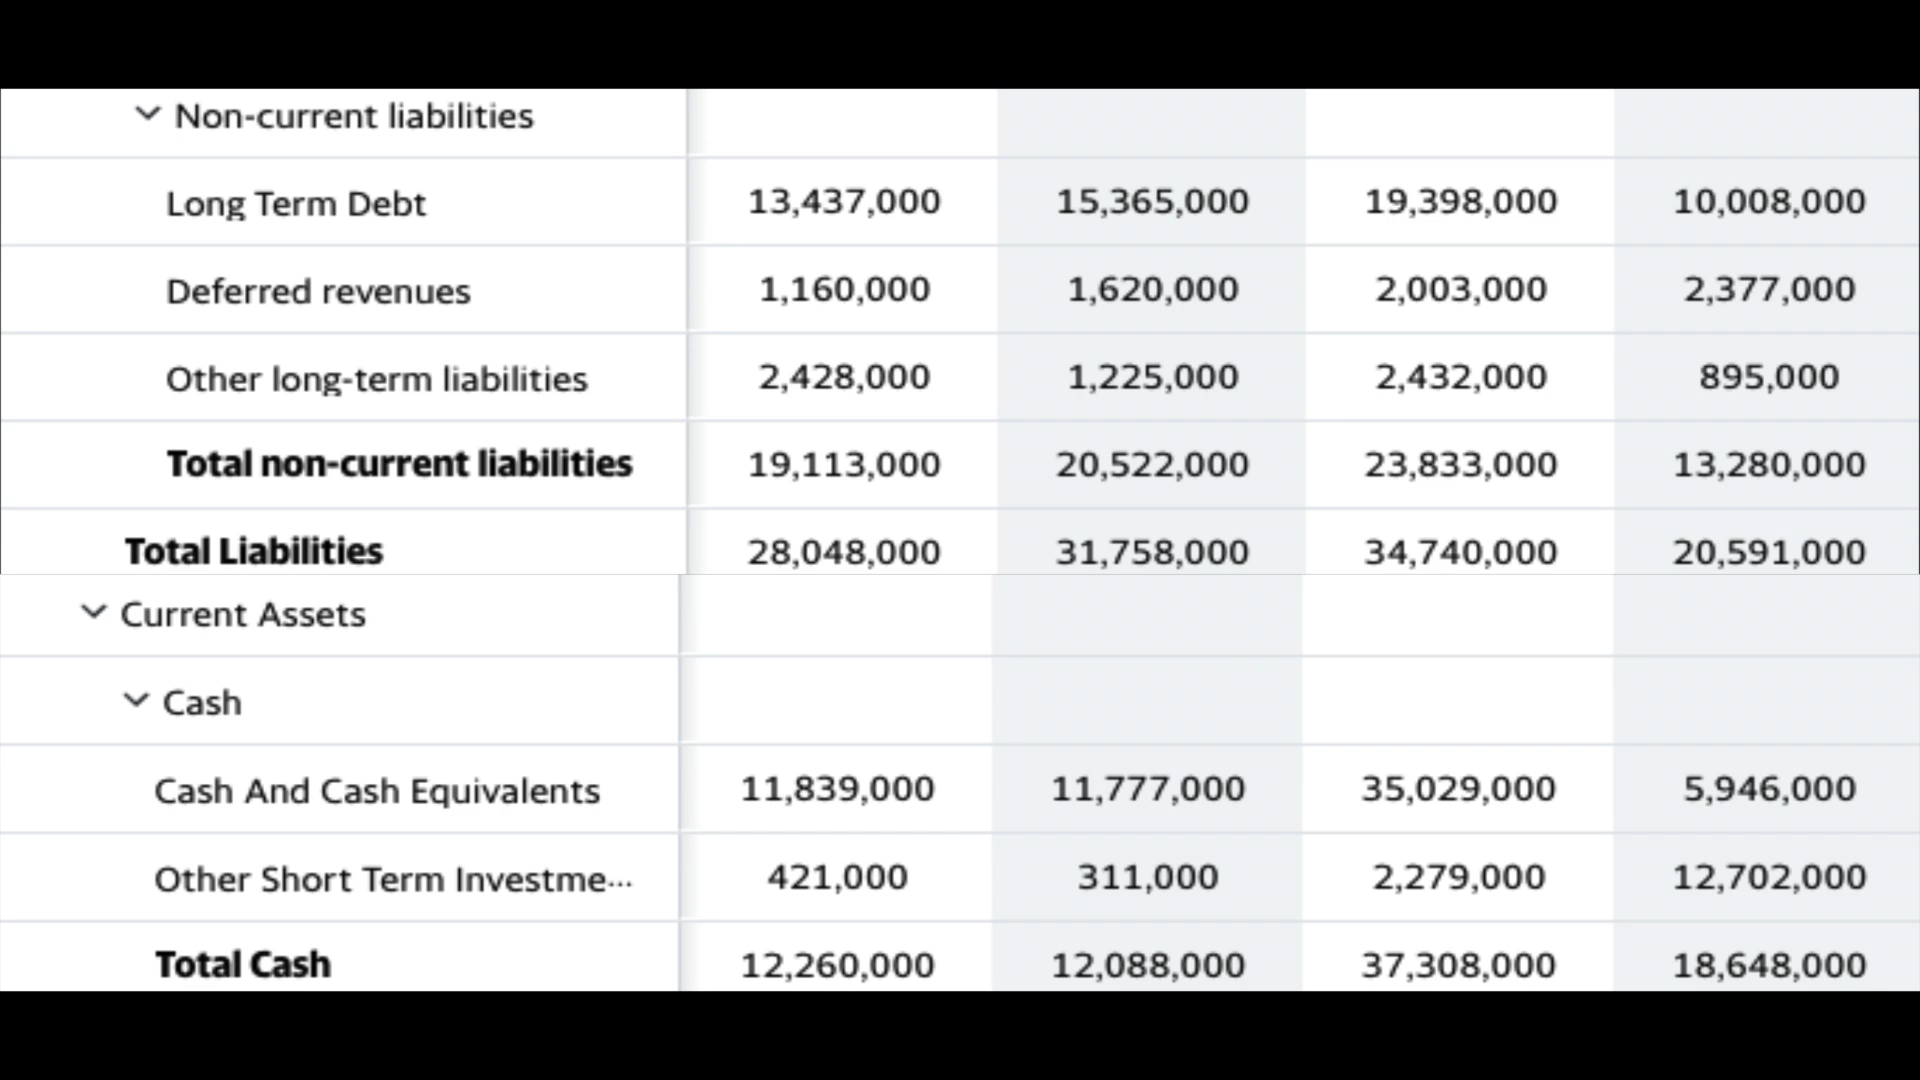 Non-current liabilities
Long Term Debt 13,437,000 15,365,000 19,398,000 10,008,000
Deferred revenues 1,160,000 1,620,000 2,003,000 2,377,000
Other long-term liabilities 2,428,000 1,225,000 2,432,000 895,000
Total non-current liabilities 19,113,000 20,522,000 23,833,000 13,280,000
Total Liabilities 28,048,000 31,758,000 34,740,000 20,591,000
Current Assets
Cash
Cash And Cash Equivalents 11,839,000 11,777,000 35,029,000 5,946,000
Other Short Term Investme... 421,000 311,000 2,279,000 12,702,000
Total Cash 12,260,000 12,088,000 37,308,000 18,648,000